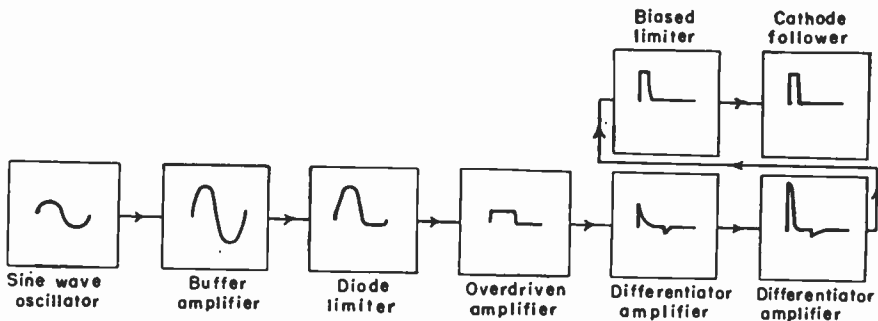 Biased
limiter
Cathode
follower
Sine wave
oscillator
Buffer
amplifier
Diode
limiter
Overdriven
amplifier
Differentiator
amplifier
Differentiator
amplifier